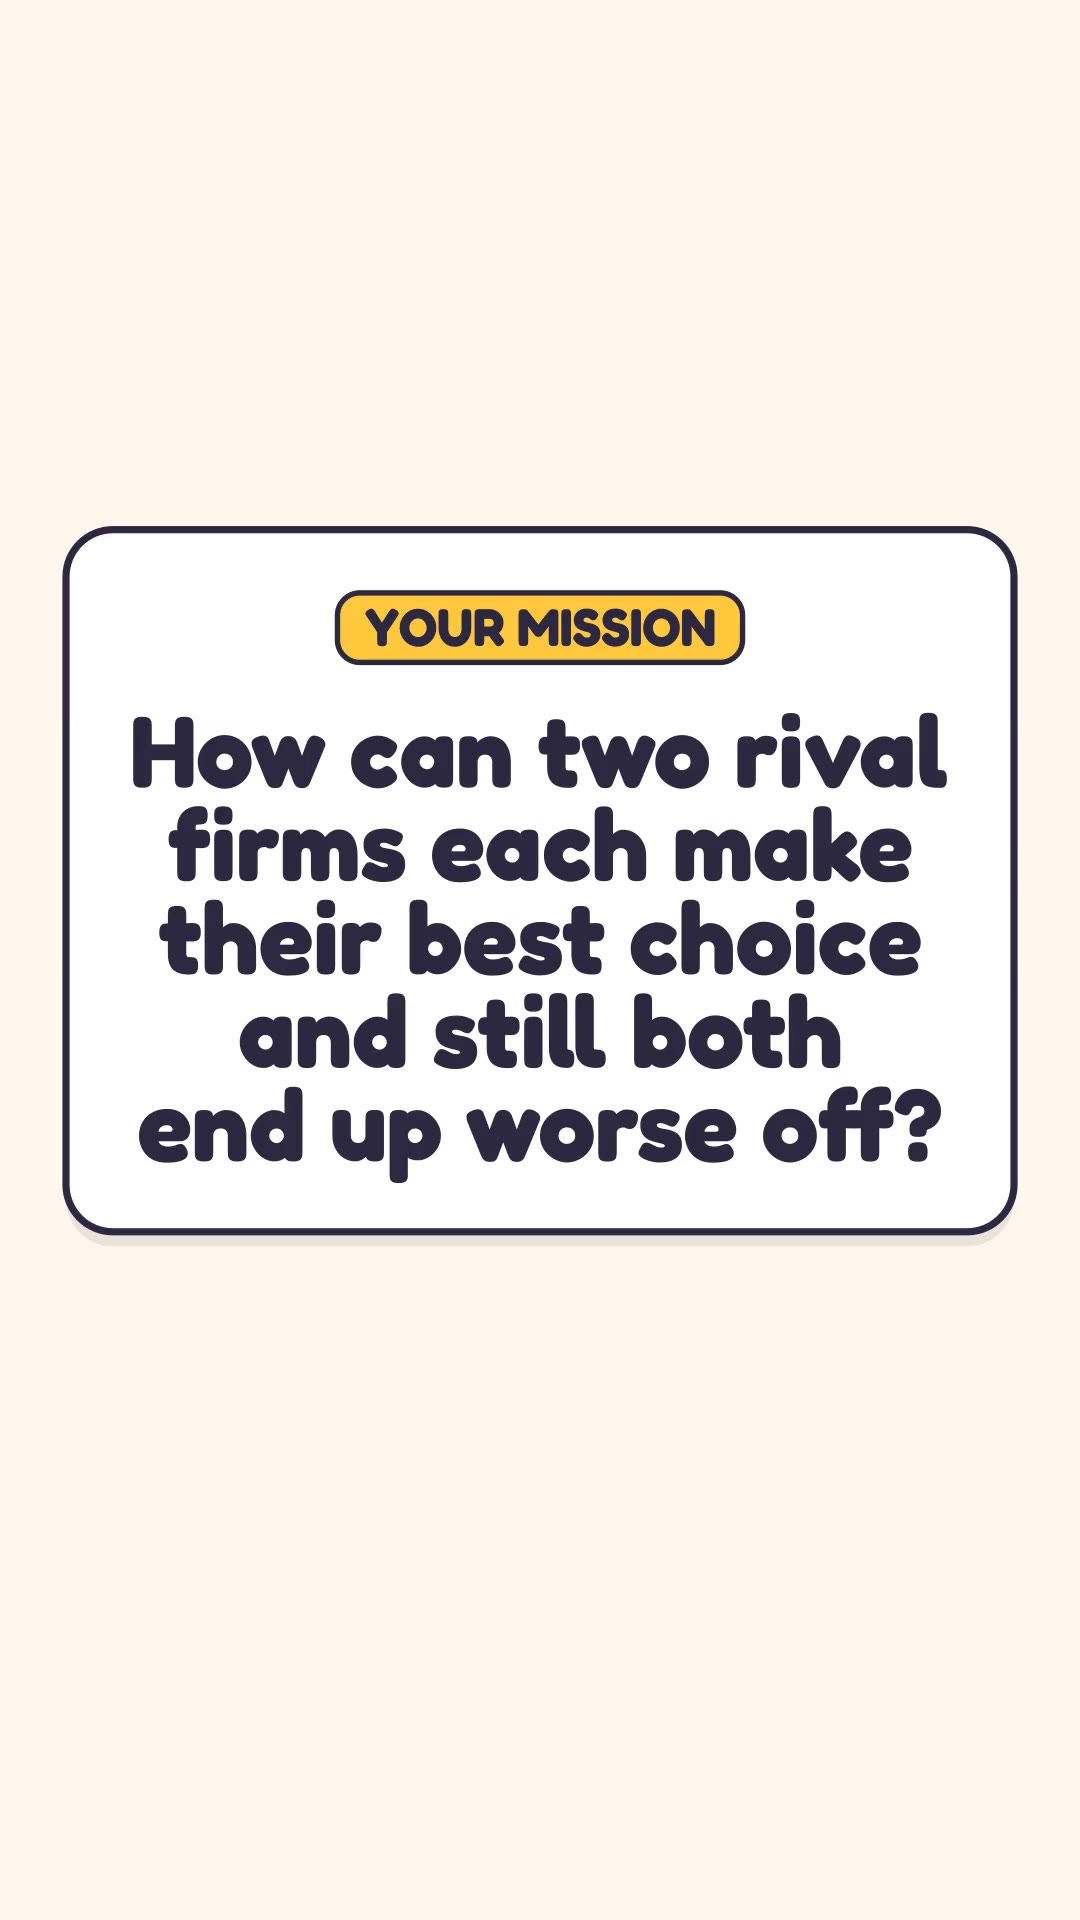 YOUR MISSION
How can two rival
firms each make
their best choice
and still both
end up worse off?